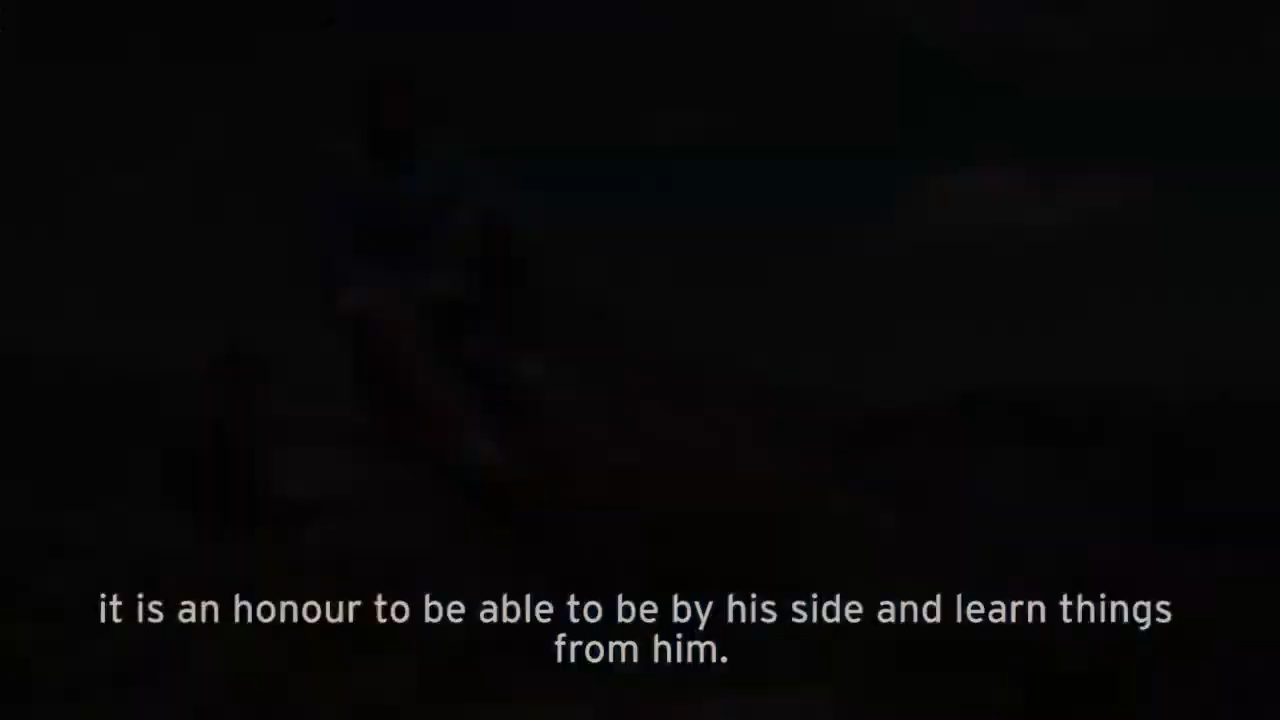 it is an honour to be able to be by his side and learn things
from him.